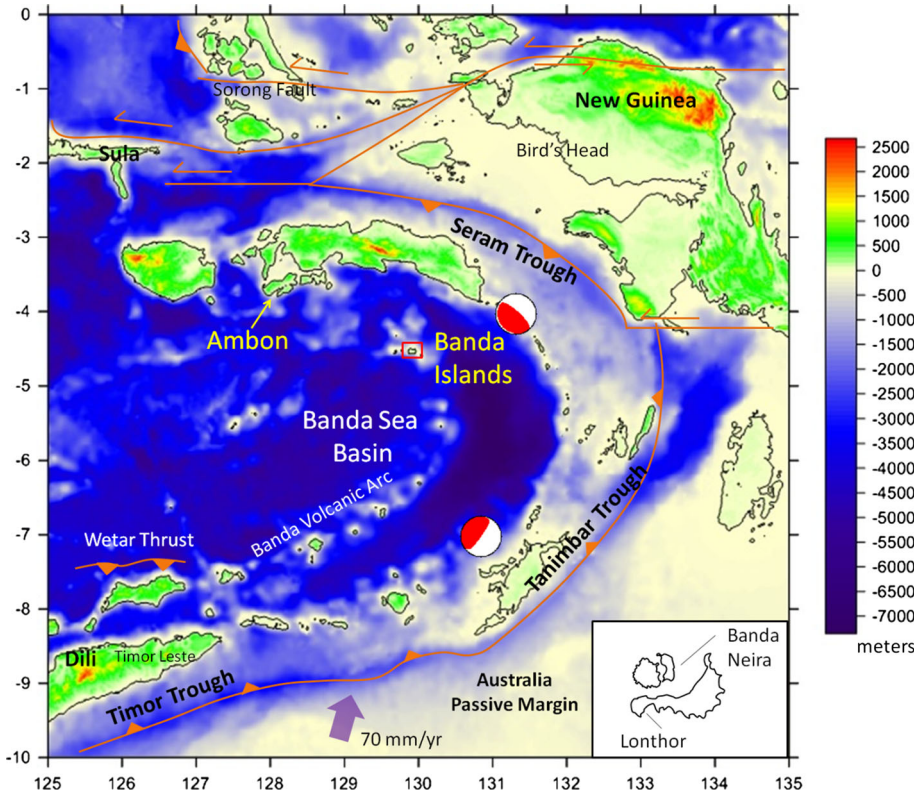 0
-1
-2
-3
-4
-5
-6
-7
-8
-9
-10
125
126
127
128
129
130
131
132
133
134
135
Sorong Fault
New Guinea
Bird's Head
Sula
Seram Trough
Ambon
Banda
Islands
Banda Sea
Basin
Banda Volcanic Arc
Wetar Thrust
Tanimbar Trough
Dili
Timor Leste
Timor Trough
Australia
Passive Margin
70 mm/yr
Banda
Neira
Lonthor
2500
2000
1500
1000
500
0
-500
-1000
-1500
-2000
-2500
-3000
-3500
-4000
-4500
-5000
-5500
-6000
-6500
-7000
meters